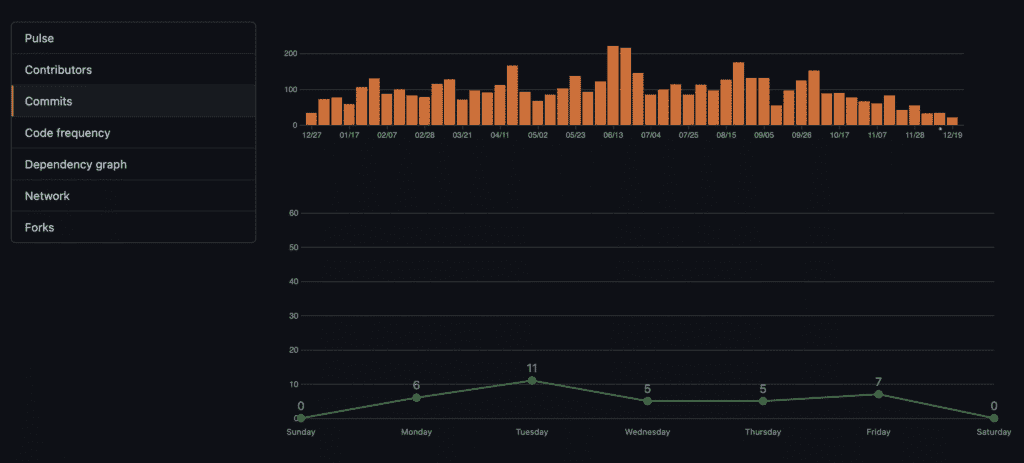 Pulse
Contributors
Commits
Code frequency
Dependency graph
Network
Forks
200
100
0
12/27 01/17 02/07 02/28 03/21 04/11 05/02 05/23 06/13 07/04 07/25 08/15 09/05 09/26 10/17 11/07 11/28 12/19
60
50
40
30
20
10
0
0 6 11 5 5 7 0
Sunday Monday Tuesday Wednesday Thursday Friday Saturday